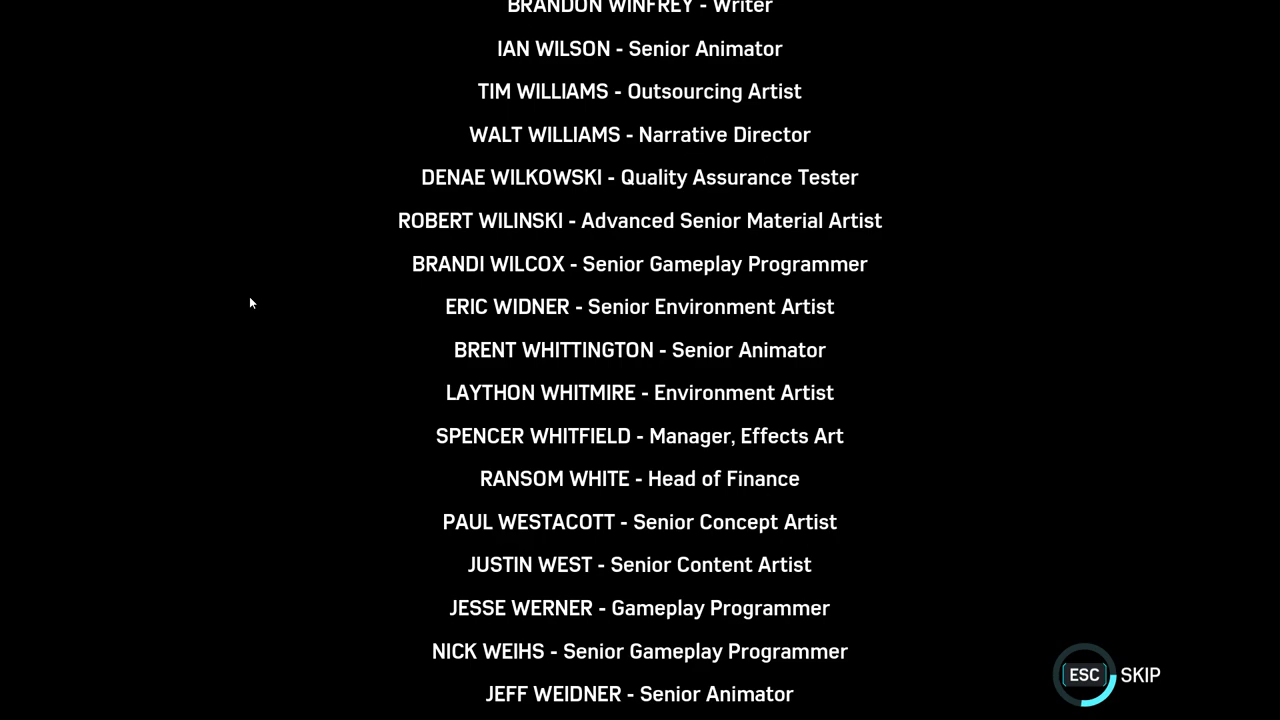 BRANDON WINFREY - Writer
IAN WILSON - Senior Animator
TIM WILLIAMS - Outsourcing Artist
WALT WILLIAMS - Narrative Director
DENAE WILKOWSKI - Quality Assurance Tester
ROBERT WILINSKI - Advanced Senior Material Artist
BRANDI WILCOX - Senior Gameplay Programmer
ERIC WIDNER - Senior Environment Artist
BRENT WHITTINGTON - Senior Animator
LAYTHON WHITMIRE - Environment Artist
SPENCER WHITFIELD - Manager, Effects Art
RANSOM WHITE - Head of Finance
PAUL WESTACOTT - Senior Concept Artist
JUSTIN WEST - Senior Content Artist
JESSE WERNER - Gameplay Programmer
NICK WEIHS - Senior Gameplay Programmer
JEFF WEIDNER - Senior Animator
ESC SKIP